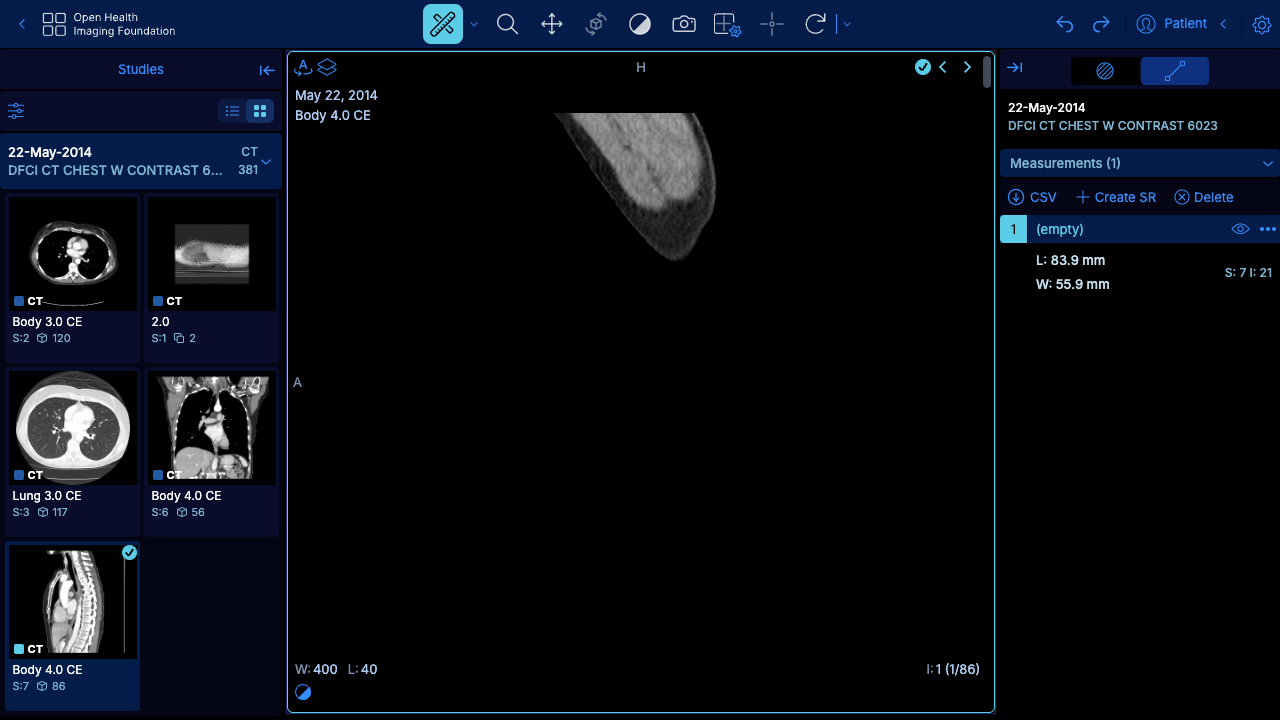 Open Health
Imaging Foundation
Patient
Studies
22-May-2014
CT
DFCI CT CHEST W CONTRAST 6...
381
CT
Body 3.0 CE
S:2 120
CT
2.0
S:1 2
CT
Lung 3.0 CE
S:3 117
CT
Body 4.0 CE
S:6 56
CT
Body 4.0 CE
S:7 86
A
H
May 22, 2014
Body 4.0 CE
A
W: 400 L: 40
I: 1 (1/86)
22-May-2014
DFCI CT CHEST W CONTRAST 6023
Measurements (1)
CSV
Create SR
Delete
1
(empty)
L: 83.9 mm
W: 55.9 mm
S: 7 I: 21